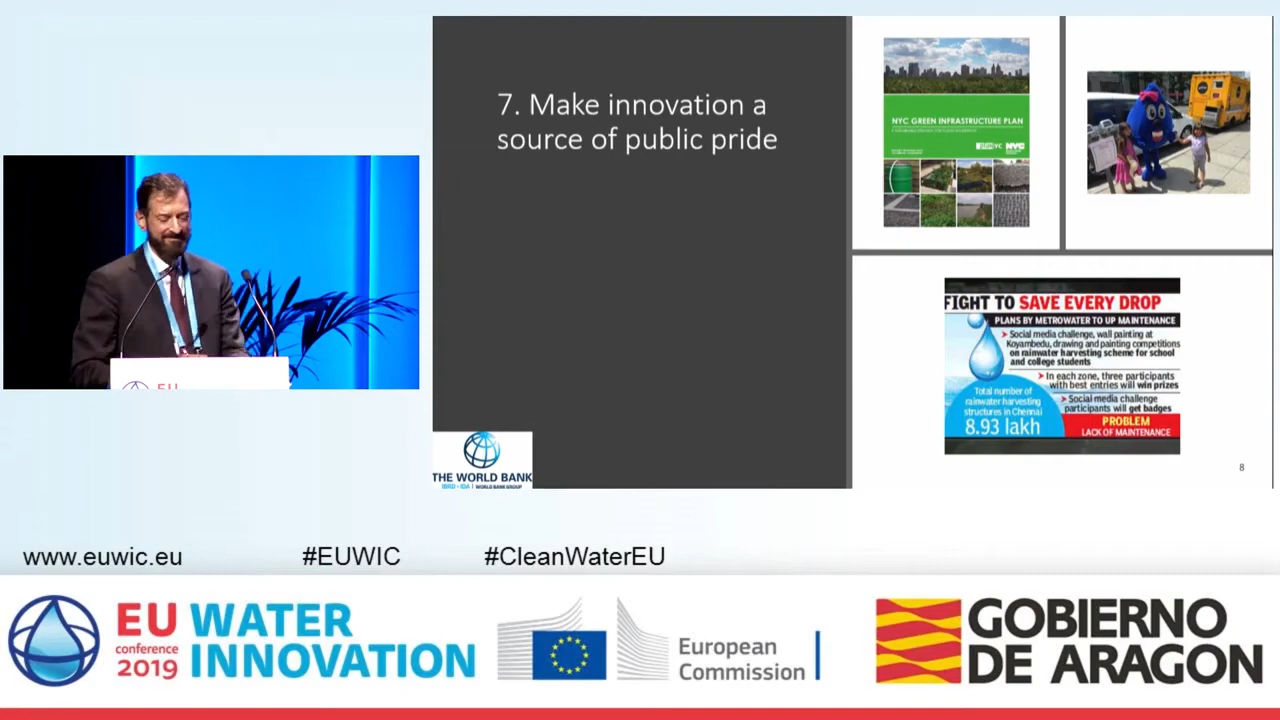 7. Make innovation a
source of public pride
NYC GREEN INFRASTRUCTURE PLAN
NYC
FIGHT TO SAVE EVERY DROP
PLANS BY METROWATER TO UP MAINTENANCE
Social media challenge, wall painting at
Koyambedu, drawing and painting competitions
on rainwater harvesting scheme for school
and college students
In each zone, three participants
with best entries will win prizes
Social media challenge
participants will get badges
Total number of
rainwater harvesting
structures in Chennai
8.93 lakh
PROBLEM
LACK OF MAINTENANCE
8
THE WORLD BANK
IBRD • IDA | WORLD BANK GROUP
EU
www.euwic.eu #EUWIC #CleanWaterEU
EU WATER
conference
2019 INNOVATION
European
Commission
GOBIERNO
DE ARAGON